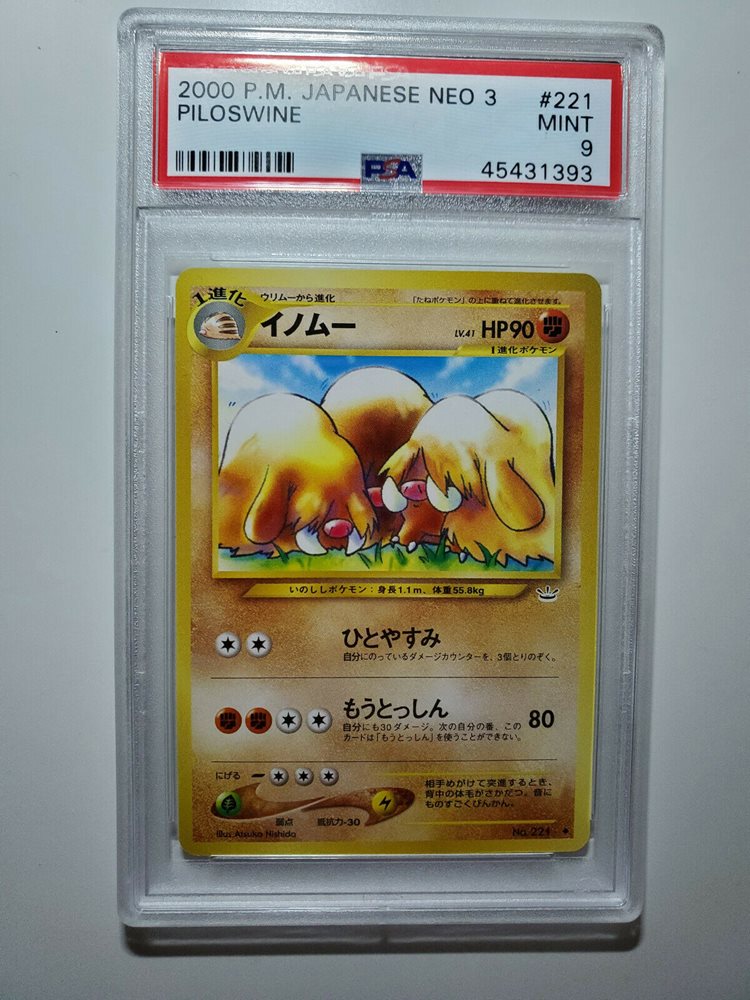 2000 P.M. JAPANESE NEO 3 #221
PILOSWINE MINT
9
PSA 45431393
1進化 ウリムーから進化 「たねポケモン」の上に重ねて進化させます。
イノムー LV.41 HP90
1進化ポケモン
いのししポケモン:身長1.1m、体重55.8kg
ひとやすみ
自分にのっているダメージカウンターを、3個とりのぞく。
もうとっしん 80
自分にも30ダメージ。次の自分の番、この
カードは「もうとっしん」を使うことができない。
にげる
相手めがけて突進するとき、
背中の体毛がさかだつ。音に
ものすごくびんかん。
弱点 抵抗力-30
Illus.Atsuko Nishida No. 221